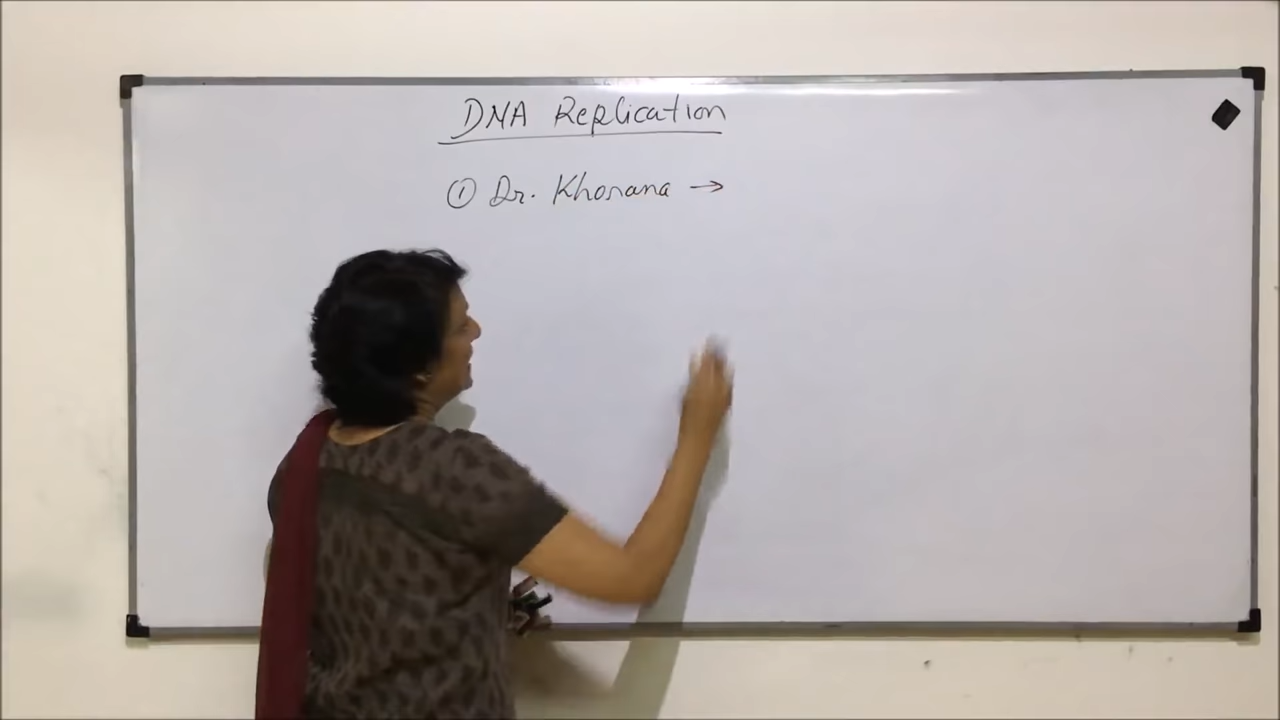 DNA Replication
① Dr. Khorana →